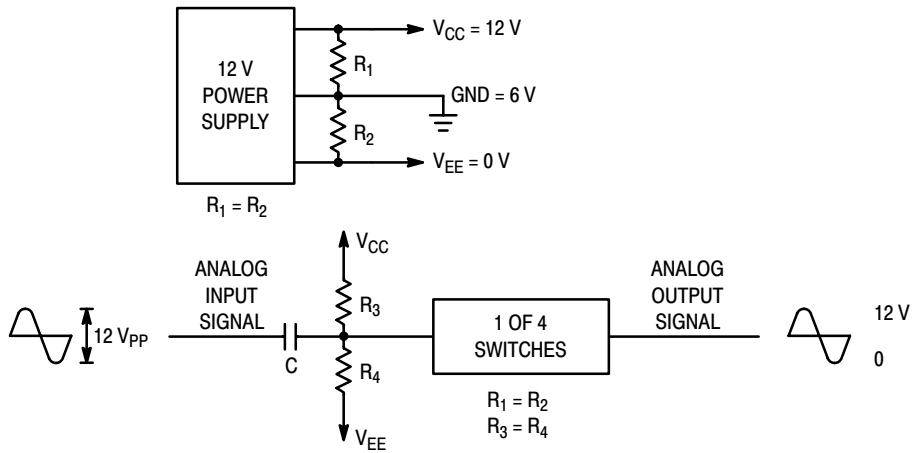 V_CC = 12 V
12 V
POWER
SUPPLY
R_1
GND = 6 V
R_2
V_EE = 0 V
R_1 = R_2
V_CC
ANALOG
INPUT
SIGNAL
12 V_PP
C
R_3
R_4
V_EE
1 OF 4
SWITCHES
R_1 = R_2
R_3 = R_4
ANALOG
OUTPUT
SIGNAL
12 V
0